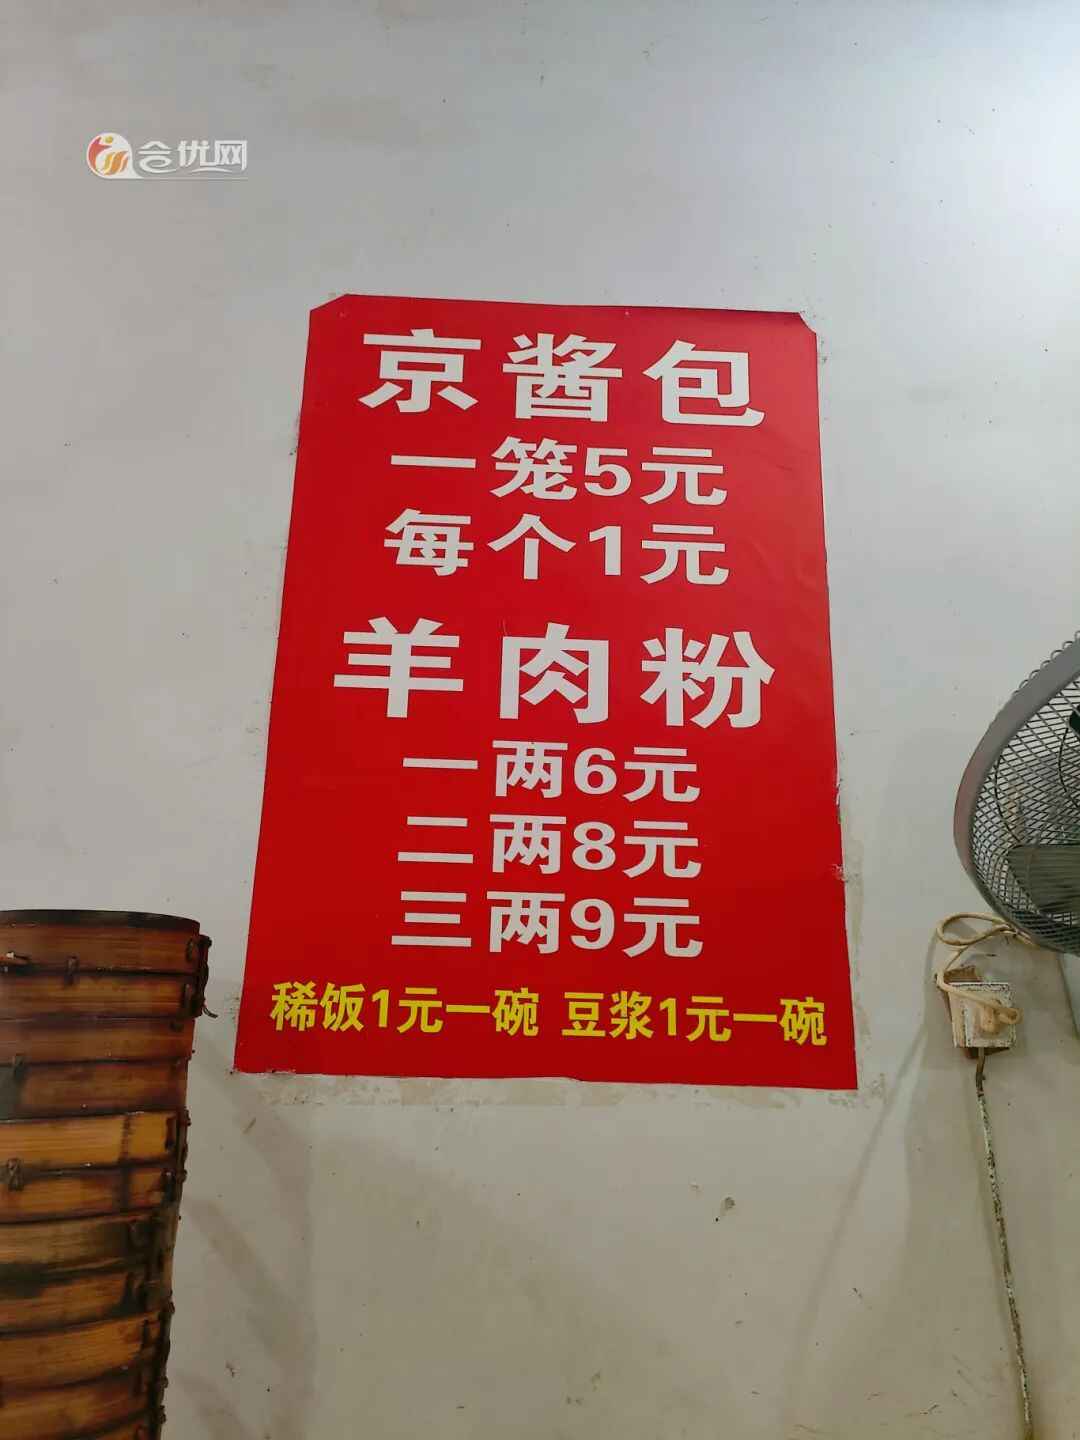 合优网
京酱包
一笼5元
每个1元
羊肉粉
一两6元
二两8元
三两9元
稀饭1元一碗 豆浆1元一碗